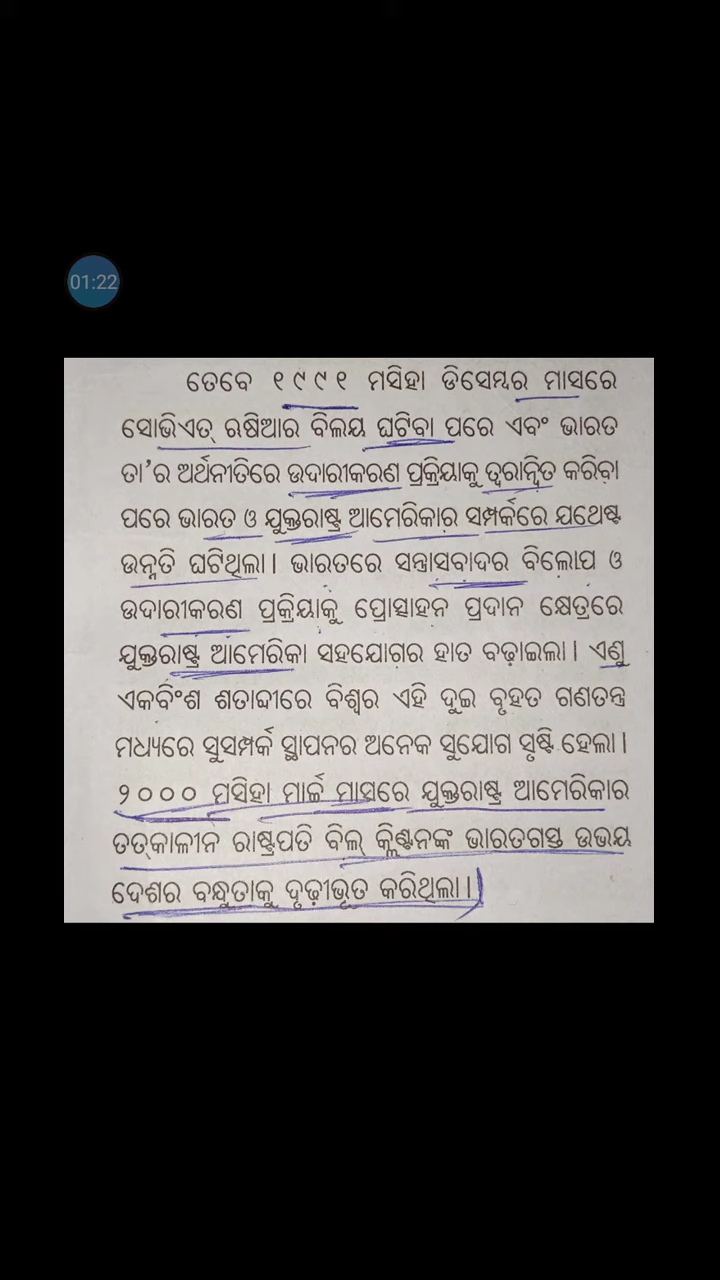 01:22
ତେବେ ୧୯୯୧ ମସିହା ଡିସେମ୍ବର ମାସରେ
ସୋଭିଏତ୍ ଋଷିଆର ବିଲୟ ଘଟିବା ପରେ ଏବଂ ଭାରତ
ତା'ର ଅର୍ଥନୀତିରେ ଉଦାରୀକରଣ ପ୍ରକ୍ରିୟାକୁ ତ୍ୱରାନ୍ୱିତ କରିବା
ପରେ ଭାରତ ଓ ଯୁକ୍ତରାଷ୍ଟ୍ର ଆମେରିକାର ସମ୍ପର୍କରେ ଯଥେଷ୍ଟ
ଉନ୍ନତି ଘଟିଥିଲା। ଭାରତରେ ସନ୍ତ୍ରାସବାଦର ବିଲୋପ ଓ
ଉଦାରୀକରଣ ପ୍ରକ୍ରିୟାକୁ ପ୍ରୋତ୍ସାହନ ପ୍ରଦାନ କ୍ଷେତ୍ରରେ
ଯୁକ୍ତରାଷ୍ଟ୍ର ଆମେରିକା ସହଯୋଗର ହାତ ବଢ଼ାଇଲା। ଏଣୁ
ଏକବିଂଶ ଶତାବ୍ଦୀରେ ବିଶ୍ୱର ଏହି ଦୁଇ ବୃହତ ଗଣତନ୍ତ୍ର
ମଧ୍ୟରେ ସୁସମ୍ପର୍କ ସ୍ଥାପନର ଅନେକ ସୁଯୋଗ ସୃଷ୍ଟି ହେଲା।
୨୦୦୦ ମସିହା ମାର୍ଚ୍ଚ ମାସରେ ଯୁକ୍ତରାଷ୍ଟ୍ର ଆମେରିକାର
ତତ୍କାଳୀନ ରାଷ୍ଟ୍ରପତି ବିଲ୍ କ୍ଲିଣ୍ଟନଙ୍କ ଭାରତଗସ୍ତ ଉଭୟ
ଦେଶର ବନ୍ଧୁତାକୁ ଦୃଢ଼ୀଭୂତ କରିଥିଲା।